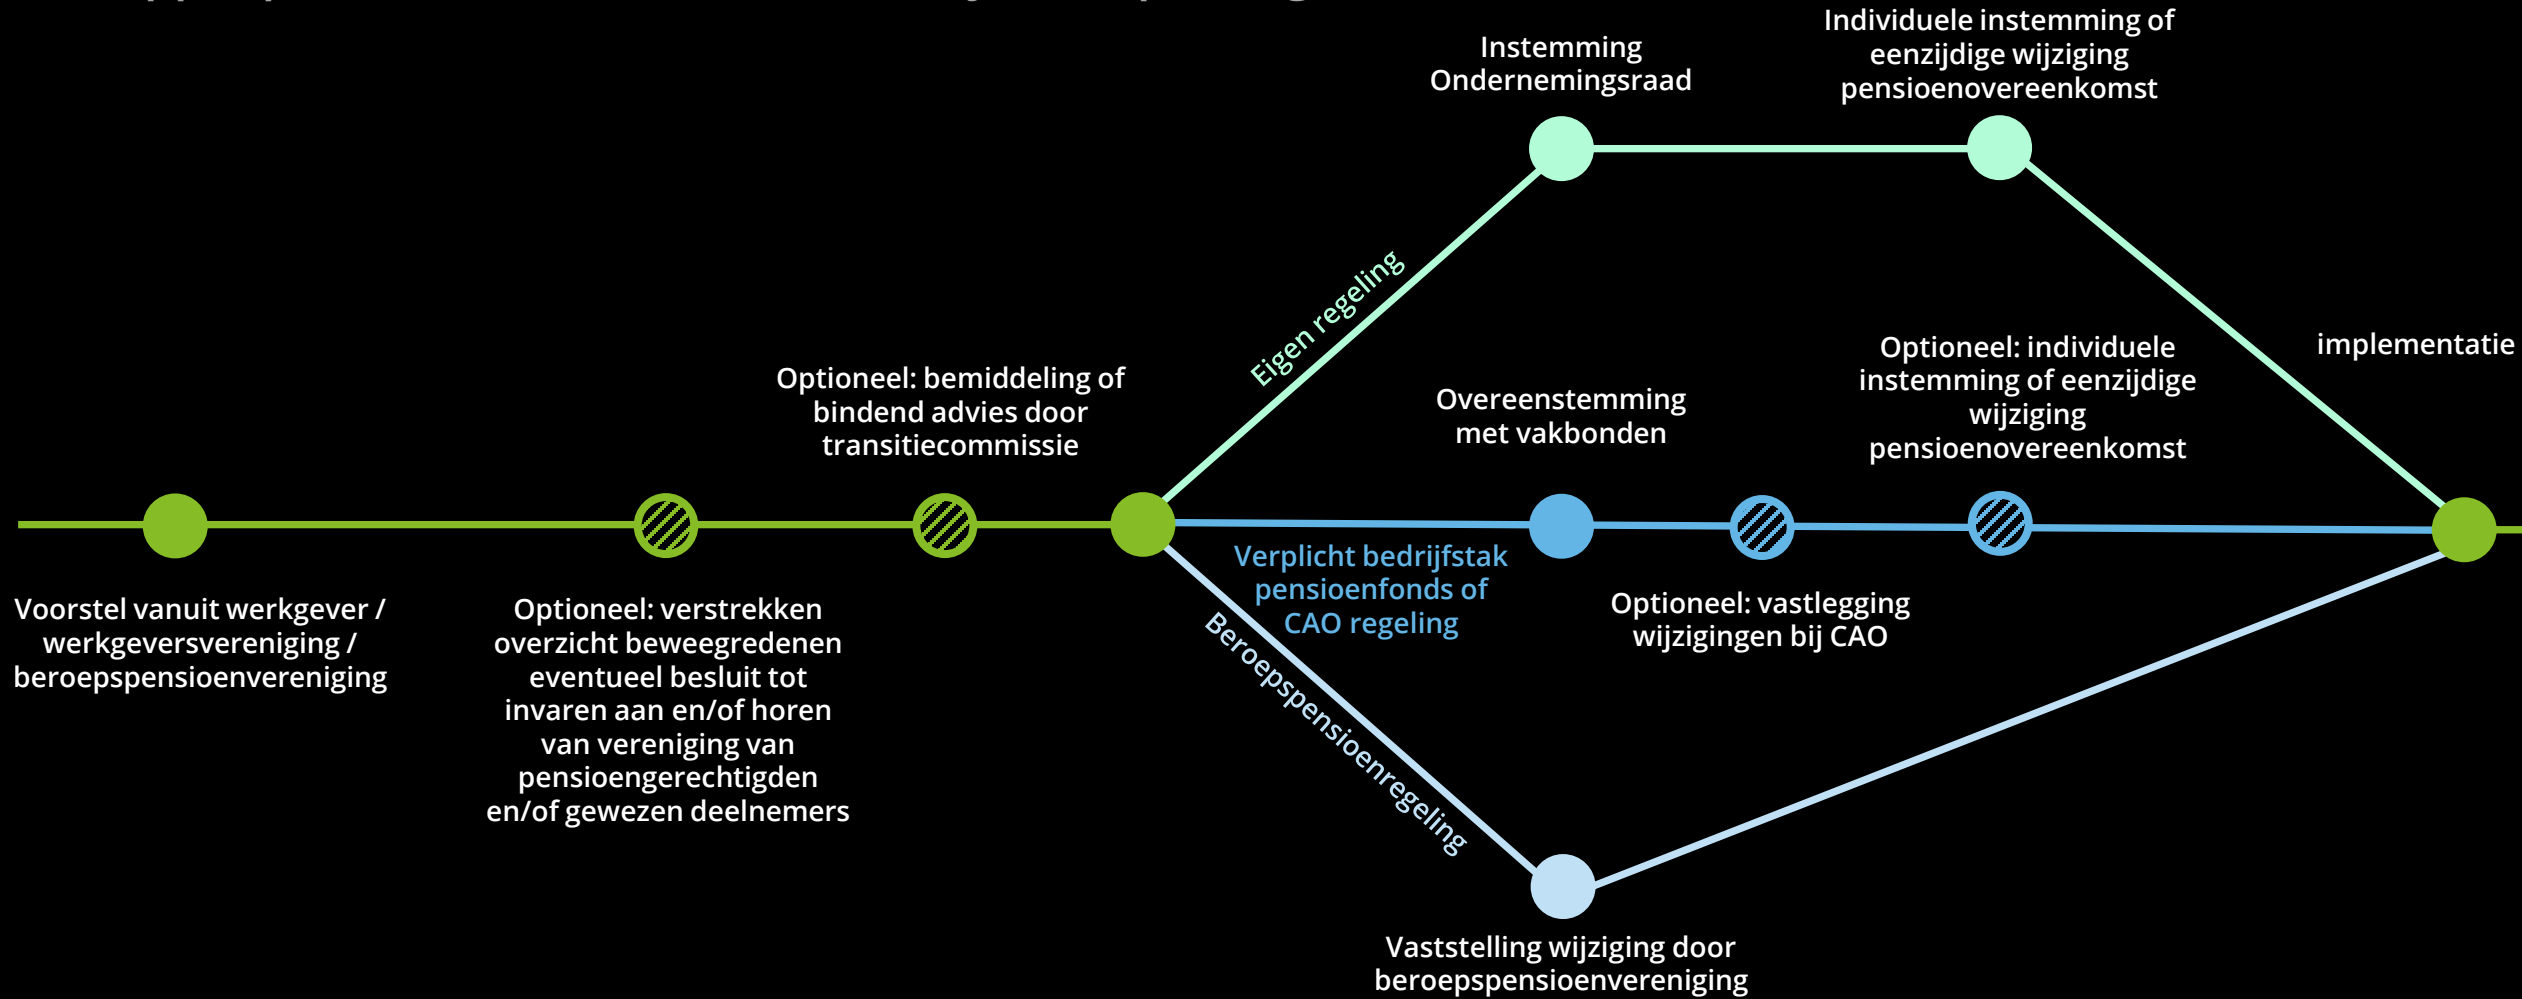 Individuele instemming of
eenzijdige wijziging
pensioenovereenkomst
Instemming
Ondernemingsraad
Eigen regeling
implementatie
Optioneel: individuele
instemming of eenzijdige
wijziging
pensioenovereenkomst
Optioneel: bemiddeling of
bindend advies door
transitiecommissie
Overeenstemming
met vakbonden
Verplicht bedrijfstak
pensioenfonds of
CAO regeling
Voorstel vanuit werkgever /
werkgeversvereniging /
beroepspensioenvereniging
Optioneel: verstrekken
overzicht beweegredenen
eventueel besluit tot
invaren aan en/of horen
van vereniging van
pensioengerechtigden
en/of gewezen deelnemers
Optioneel: vastlegging
wijzigingen bij CAO
Beroepspensioenregeling
Vaststelling wijziging door
beroepspensioenvereniging